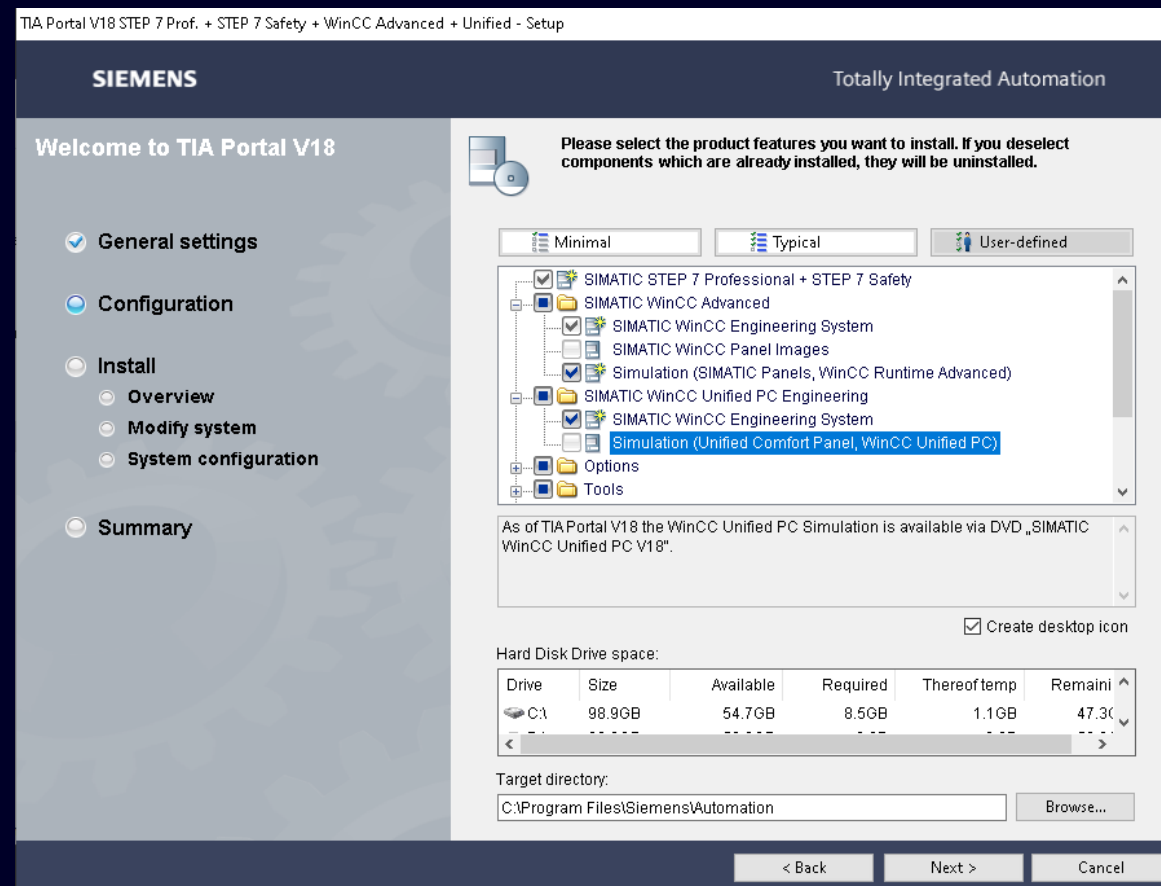 TIA Portal V18 STEP 7 Prof. + STEP 7 Safety + WinCC Advanced + Unified - Setup
SIEMENS
Totally Integrated Automation
Welcome to TIA Portal V18
General settings
Configuration
Install
Overview
Modify system
System configuration
Summary
Please select the product features you want to install. If you deselect
components which are already installed, they will be uninstalled.
Minimal
Typical
User-defined
SIMATIC STEP 7 Professional + STEP 7 Safety
SIMATIC WinCC Advanced
SIMATIC WinCC Engineering System
SIMATIC WinCC Panel Images
Simulation (SIMATIC Panels, WinCC Runtime Advanced)
SIMATIC WinCC Unified PC Engineering
SIMATIC WinCC Engineering System
Simulation (Unified Comfort Panel, WinCC Unified PC)
Options
Tools
As of TIA Portal V18 the WinCC Unified PC Simulation is available via DVD „SIMATIC
WinCC Unified PC V18".
Create desktop icon
Hard Disk Drive space:
Drive Size Available Required Thereof temp Remaini
C:\ 98.9GB 54.7GB 8.5GB 1.1GB 47.3
Target directory:
C:\Program Files\Siemens\Automation
Browse...
< Back
Next >
Cancel